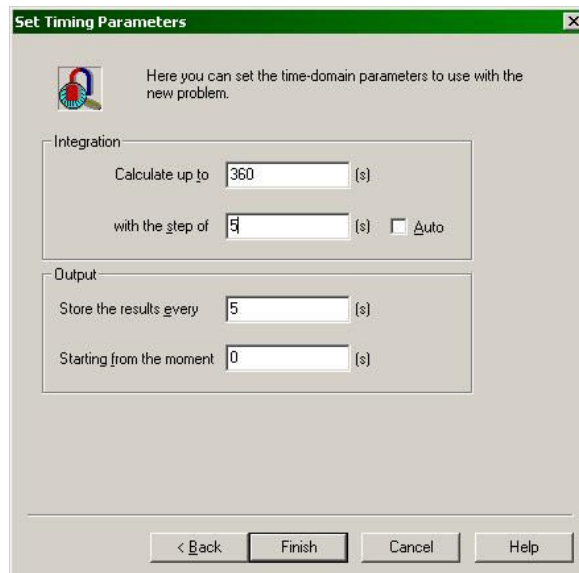 Set Timing Parameters
Here you can set the time-domain parameters to use with the
new problem.
Integration
Calculate up to 360 (s)
with the step of 5 (s) Auto
Output
Store the results every 5 (s)
Starting from the moment 0 (s)
< Back Finish Cancel Help